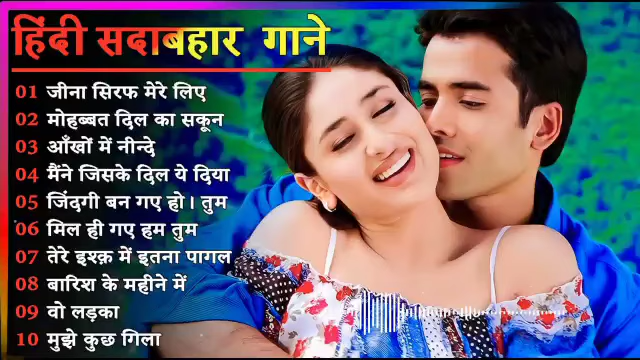 हिंदी सदाबहार गाने
01 जीना सिरफ मेरे लिए
02 मोहब्बत दिल का सकून
03 आँखों में नीन्दे
04 मैंने जिसके दिल ये दिया
05 जिंदगी बन गए हो। तुम
06 मिल ही गए हम तुम
07 तेरे इश्क़ में इतना पागल
08 बारिश के महीने में
09 वो लड़का
10 मुझे कुछ गिला